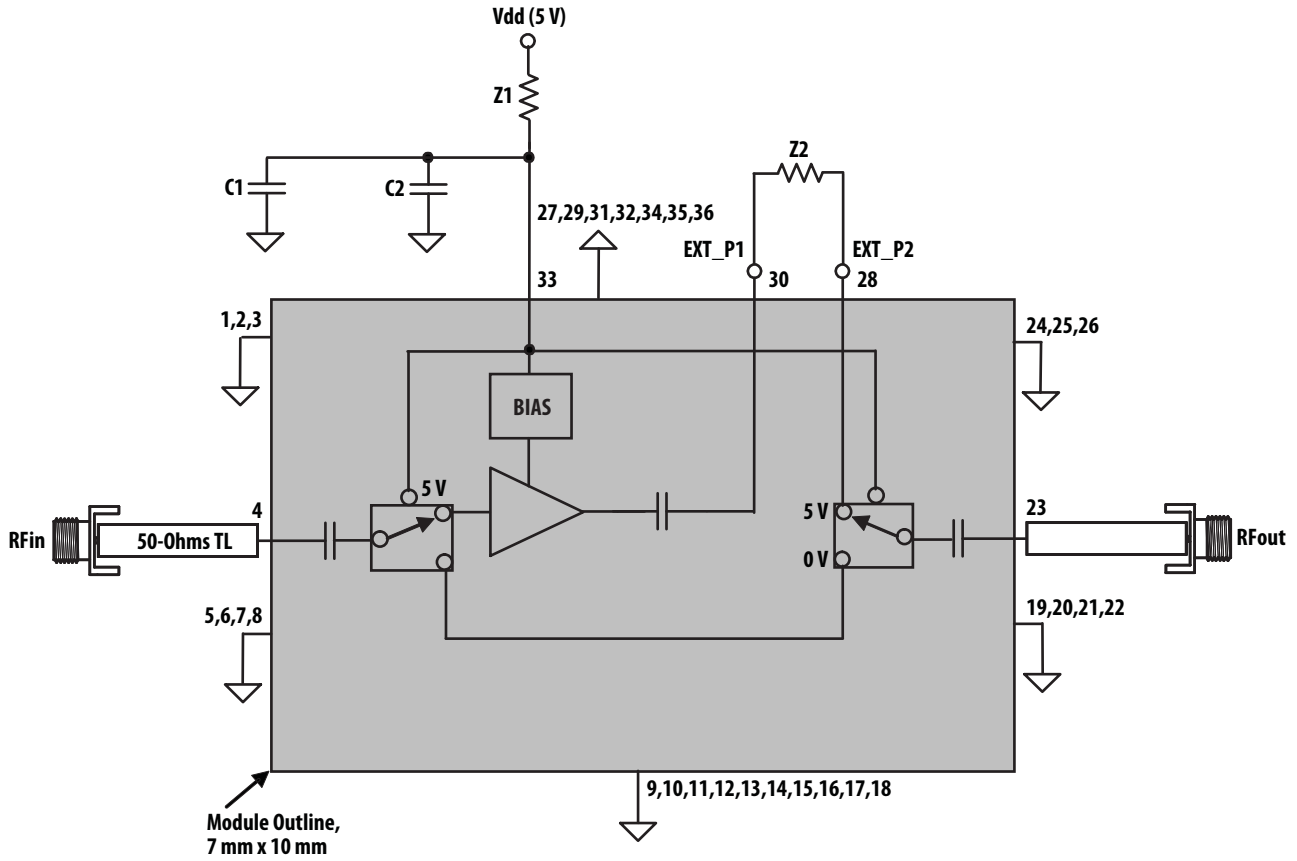 Vdd (5 V)
Z1
Z2
C1
C2
27,29,31,32,34,35,36
EXT_P1
EXT_P2
33
30
28
1,2,3
24,25,26
BIAS
5 V
4
5 V
23
RFin
50-Ohms TL
RFout
0 V
5,6,7,8
19,20,21,22
9,10,11,12,13,14,15,16,17,18
Module Outline,
7 mm x 10 mm